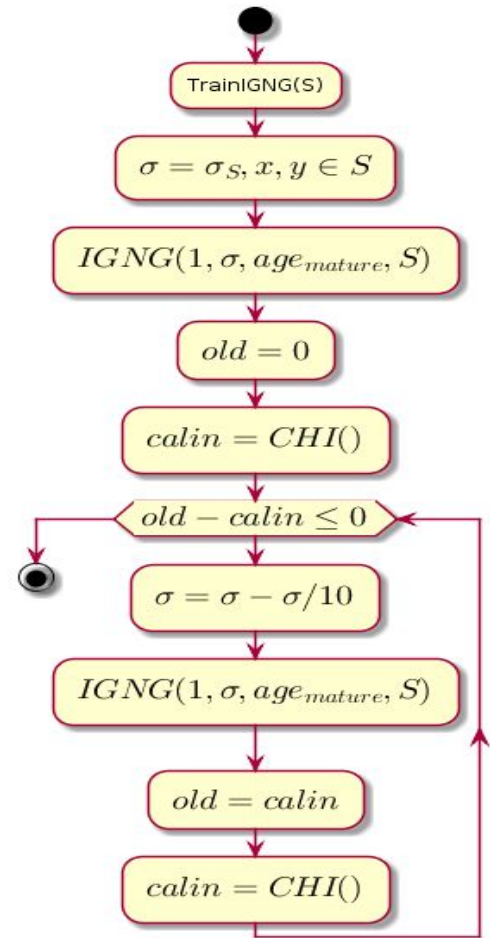 TrainIGNG(S)
σ = σ_S, x, y ∈ S
IGNG(1, σ, age_mature, S)
old = 0
calin = CHI()
old − calin ≤ 0
σ = σ − σ/10
IGNG(1, σ, age_mature, S)
old = calin
calin = CHI()